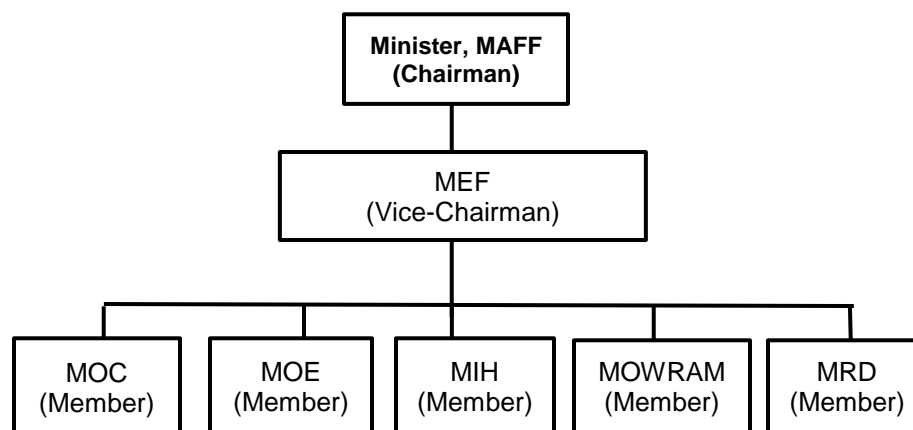 Minister, MAFF
(Chairman)
MEF
(Vice-Chairman)
MOC
(Member)
MOE
(Member)
MIH
(Member)
MOWRAM
(Member)
MRD
(Member)